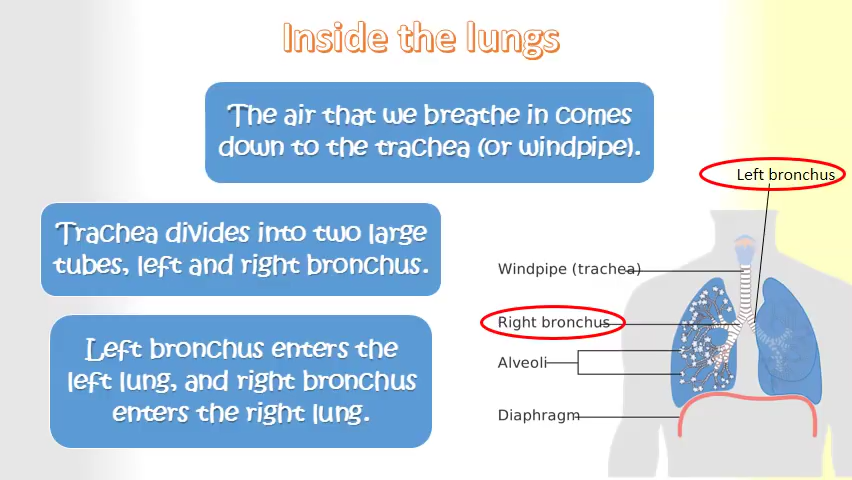 Inside the lungs
The air that we breathe in comes
down to the trachea (or windpipe).
Trachea divides into two large
tubes, left and right bronchus.
Left bronchus enters the
left lung, and right bronchus
enters the right lung.
Left bronchus
Windpipe (trachea)
Right bronchus
Alveoli
Diaphragm